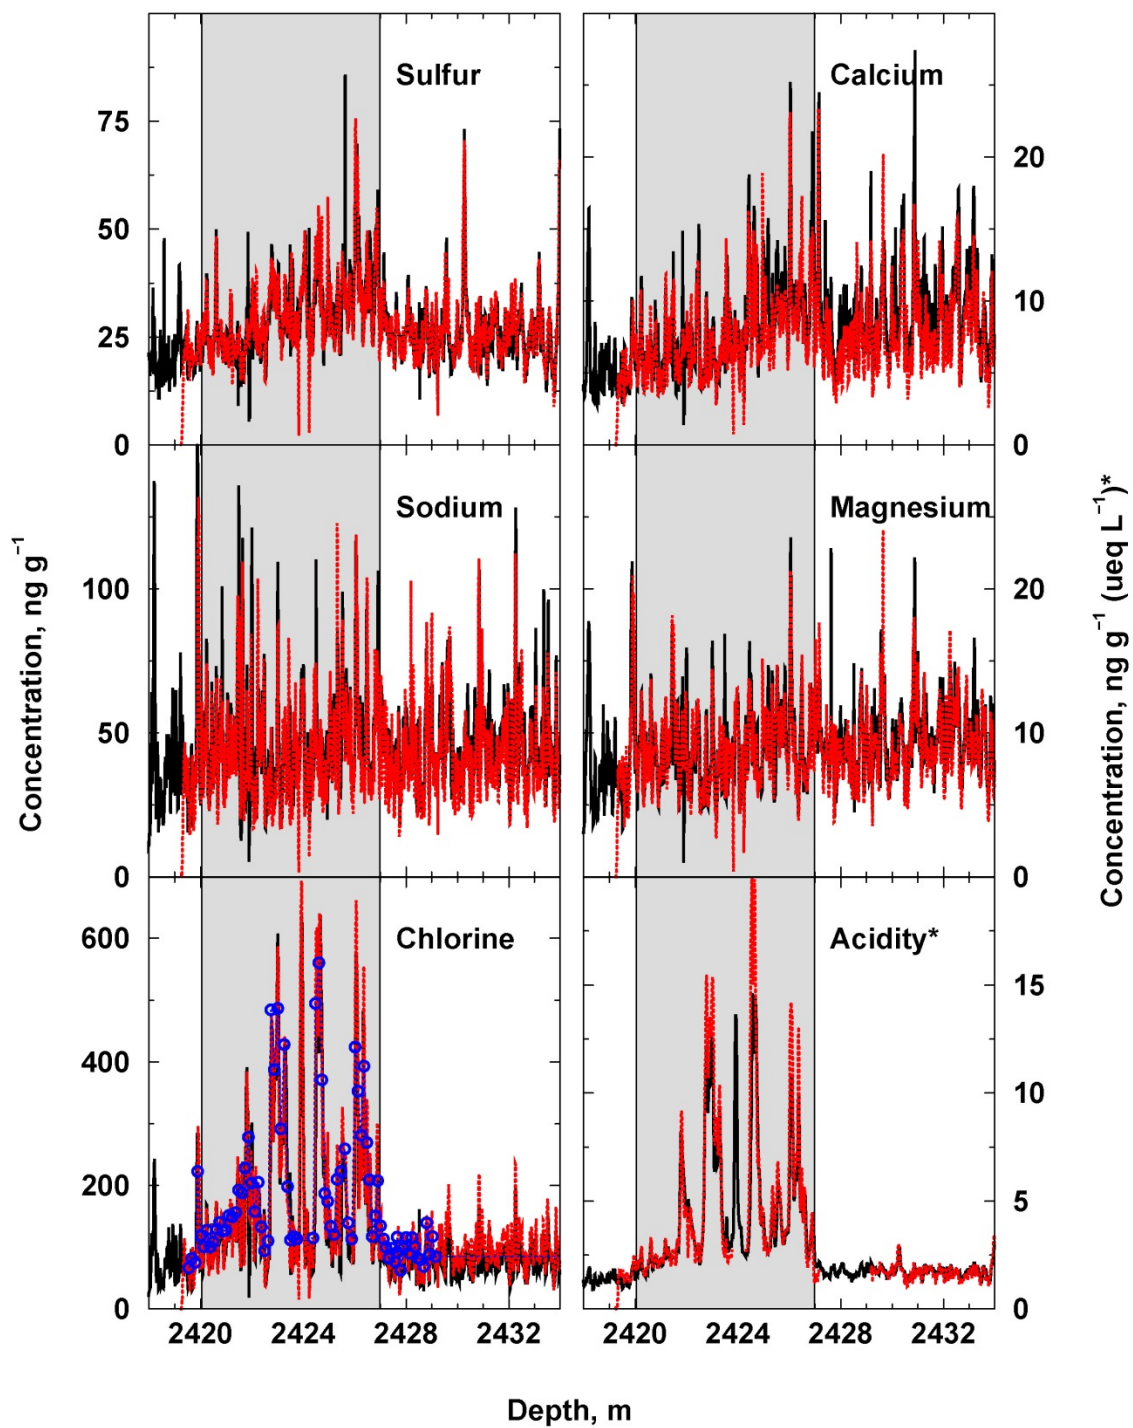 Sulfur
Calcium
75
50
25
0
20
10
0
Sodium
Magnesium
100
50
0
20
10
0
Chlorine
Acidity*
600
400
200
0
15
10
5
0
2420 2424 2428 2432
2420 2424 2428 2432
Depth, m
Concentration, ng g⁻¹
Concentration, ng g⁻¹ (ueq L⁻¹)*